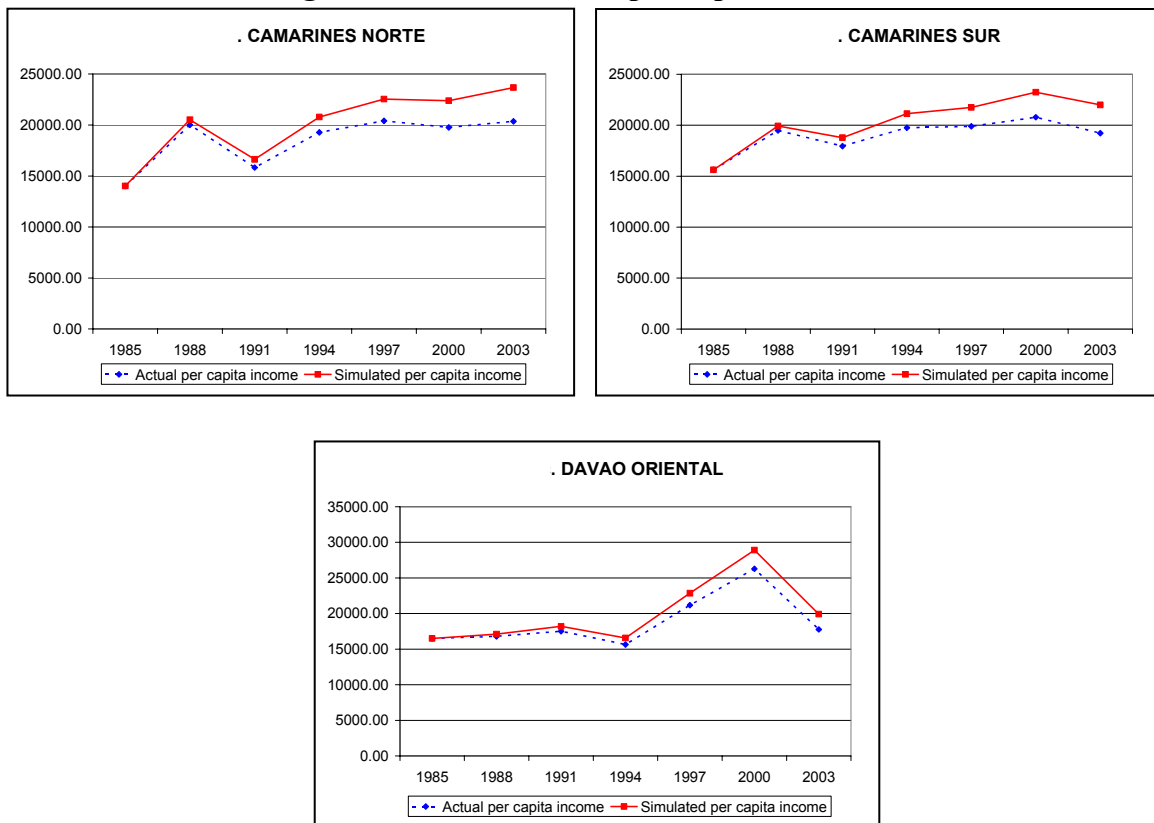 . CAMARINES NORTE
25000.00
20000.00
15000.00
10000.00
5000.00
0.00
1985 1988 1991 1994 1997 2000 2003
Actual per capita income Simulated per capita income
. CAMARINES SUR
25000.00
20000.00
15000.00
10000.00
5000.00
0.00
1985 1988 1991 1994 1997 2000 2003
Actual per capita income Simulated per capita income
. DAVAO ORIENTAL
35000.00
30000.00
25000.00
20000.00
15000.00
10000.00
5000.00
0.00
1985 1988 1991 1994 1997 2000 2003
Actual per capita income Simulated per capita income